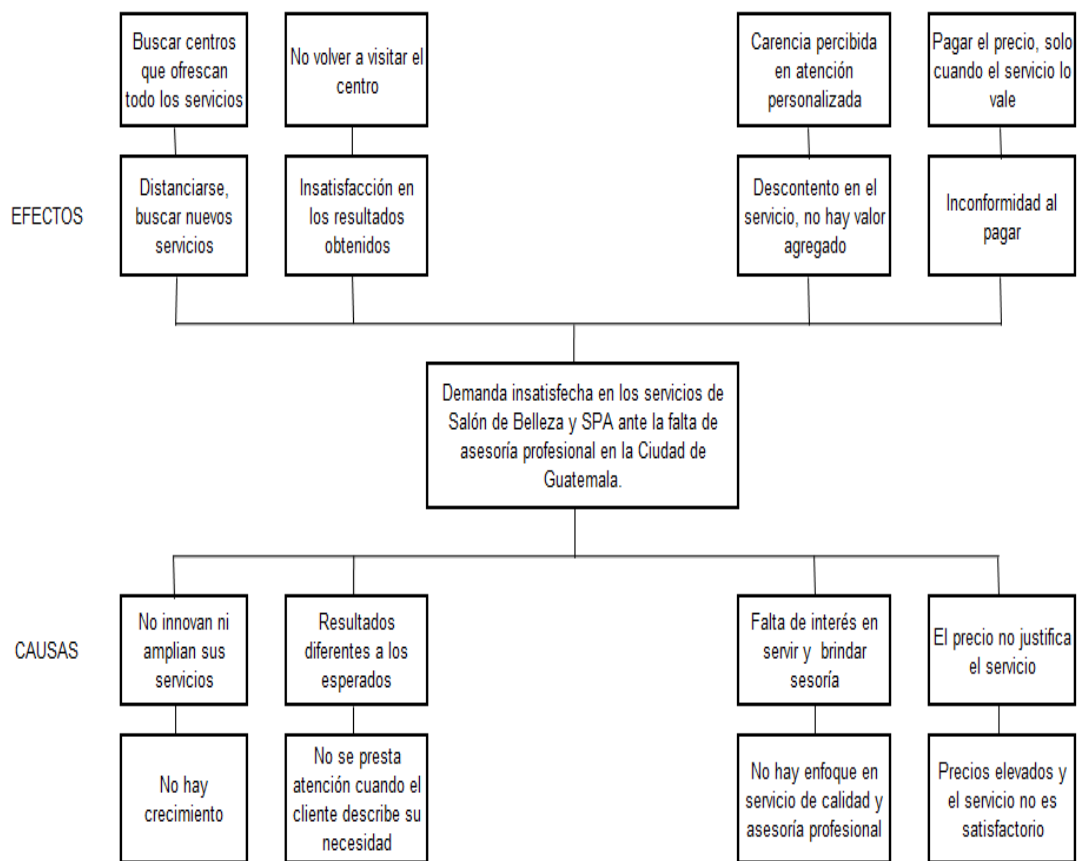 Buscar centros
que ofrescan
todo los servicios
No volver a visitar el
centro
Carencia percibida
en atención
personalizada
Pagar el precio, solo
cuando el servicio lo
vale
EFECTOS
Distanciarse,
buscar nuevos
servicios
Insatisfacción en
los resultados
obtenidos
Descontento en el
servicio, no hay valor
agregado
Inconformidad al
pagar
Demanda insatisfecha en los servicios de
Salón de Belleza y SPA ante la falta de
asesoría profesional en la Ciudad de
Guatemala.
CAUSAS
No innovan ni
amplian sus
servicios
Resultados
diferentes a los
esperados
Falta de interés en
servir y brindar
sesoría
El precio no justifica
el servicio
No hay
crecimiento
No se presta
atención cuando el
cliente describe su
necesidad
No hay enfoque en
servicio de calidad y
asesoría profesional
Precios elevados y
el servicio no es
satisfactorio